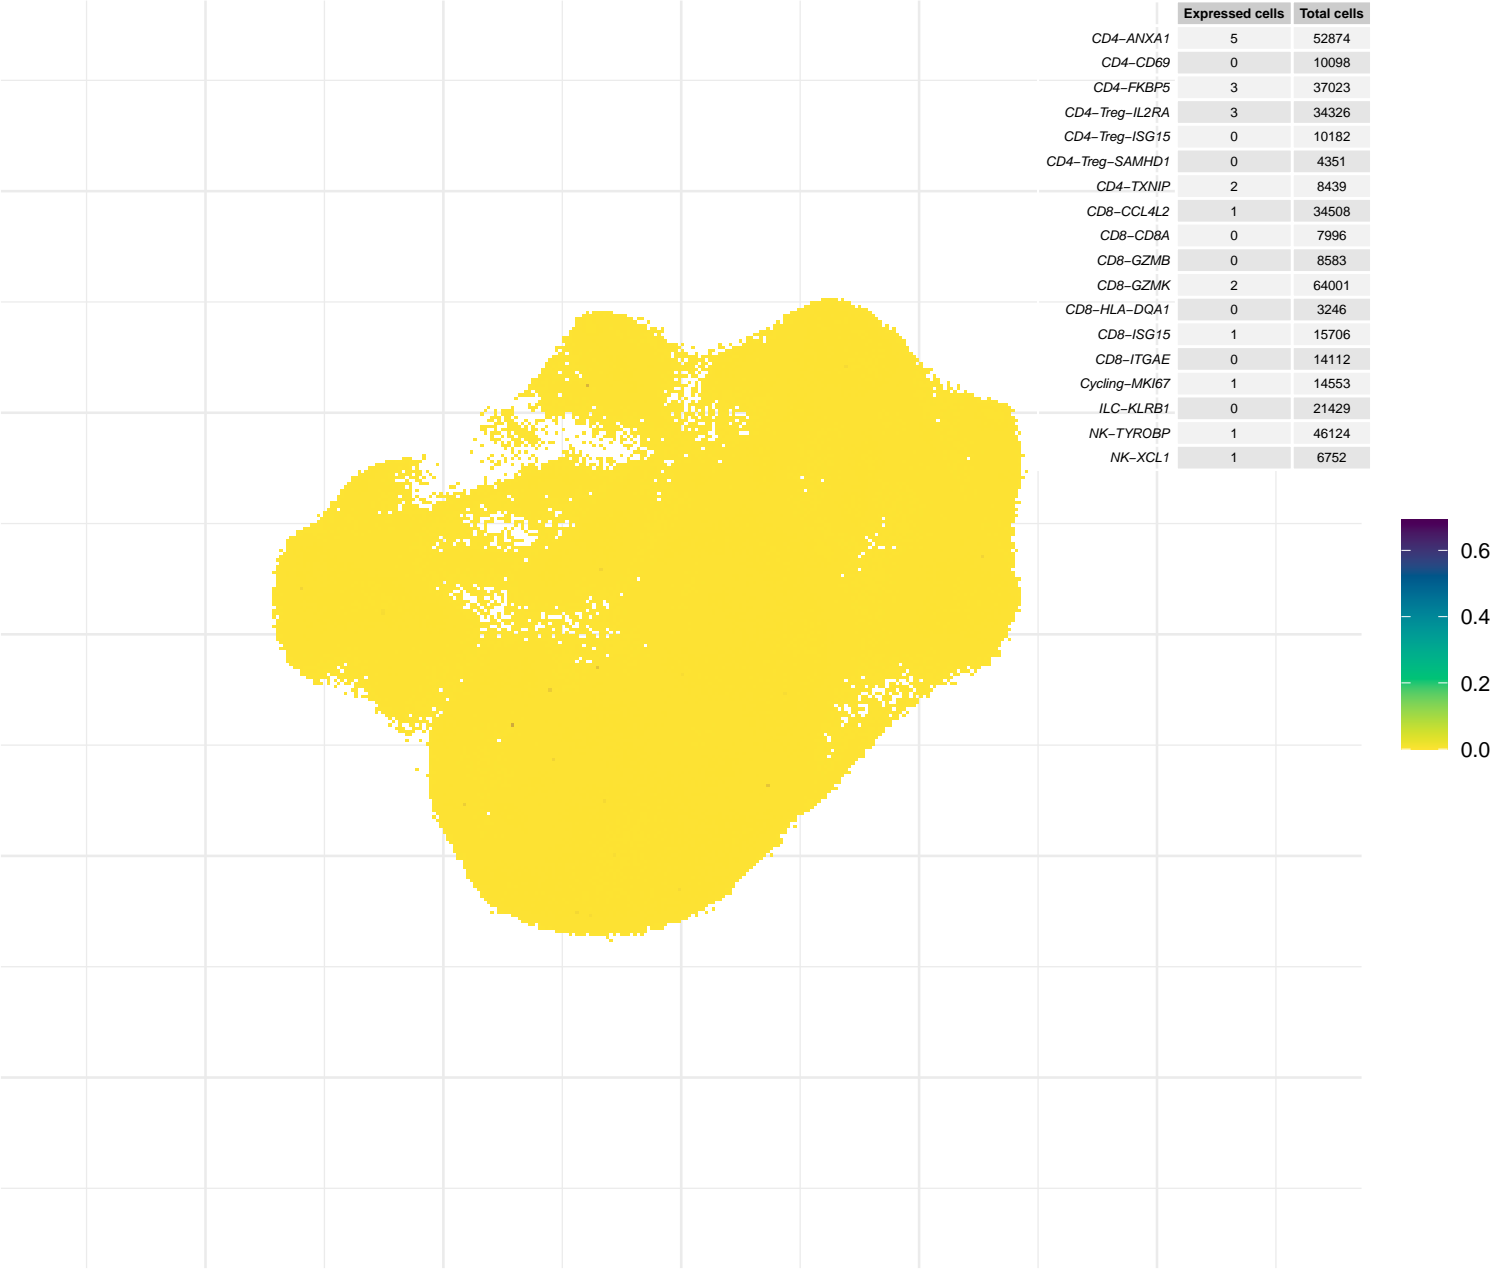 Expressed cells Total cells
CD4−ANXA1 5 52874
CD4−CD69 0 10098
CD4−FKBP5 3 37023
CD4−Treg−IL2RA 3 34326
CD4−Treg−ISG15 0 10182
CD4−Treg−SAMHD1 0 4351
CD4−TXNIP 2 8439
CD8−CCL4L2 1 34508
CD8−CD8A 0 7996
CD8−GZMB 0 8583
CD8−GZMK 2 64001
CD8−HLA−DQA1 0 3246
CD8−ISG15 1 15706
CD8−ITGAE 0 14112
Cycling−MKI67 1 14553
ILC−KLRB1 0 21429
NK−TYROBP 1 46124
NK−XCL1 1 6752
0.6
0.4
0.2
0.0